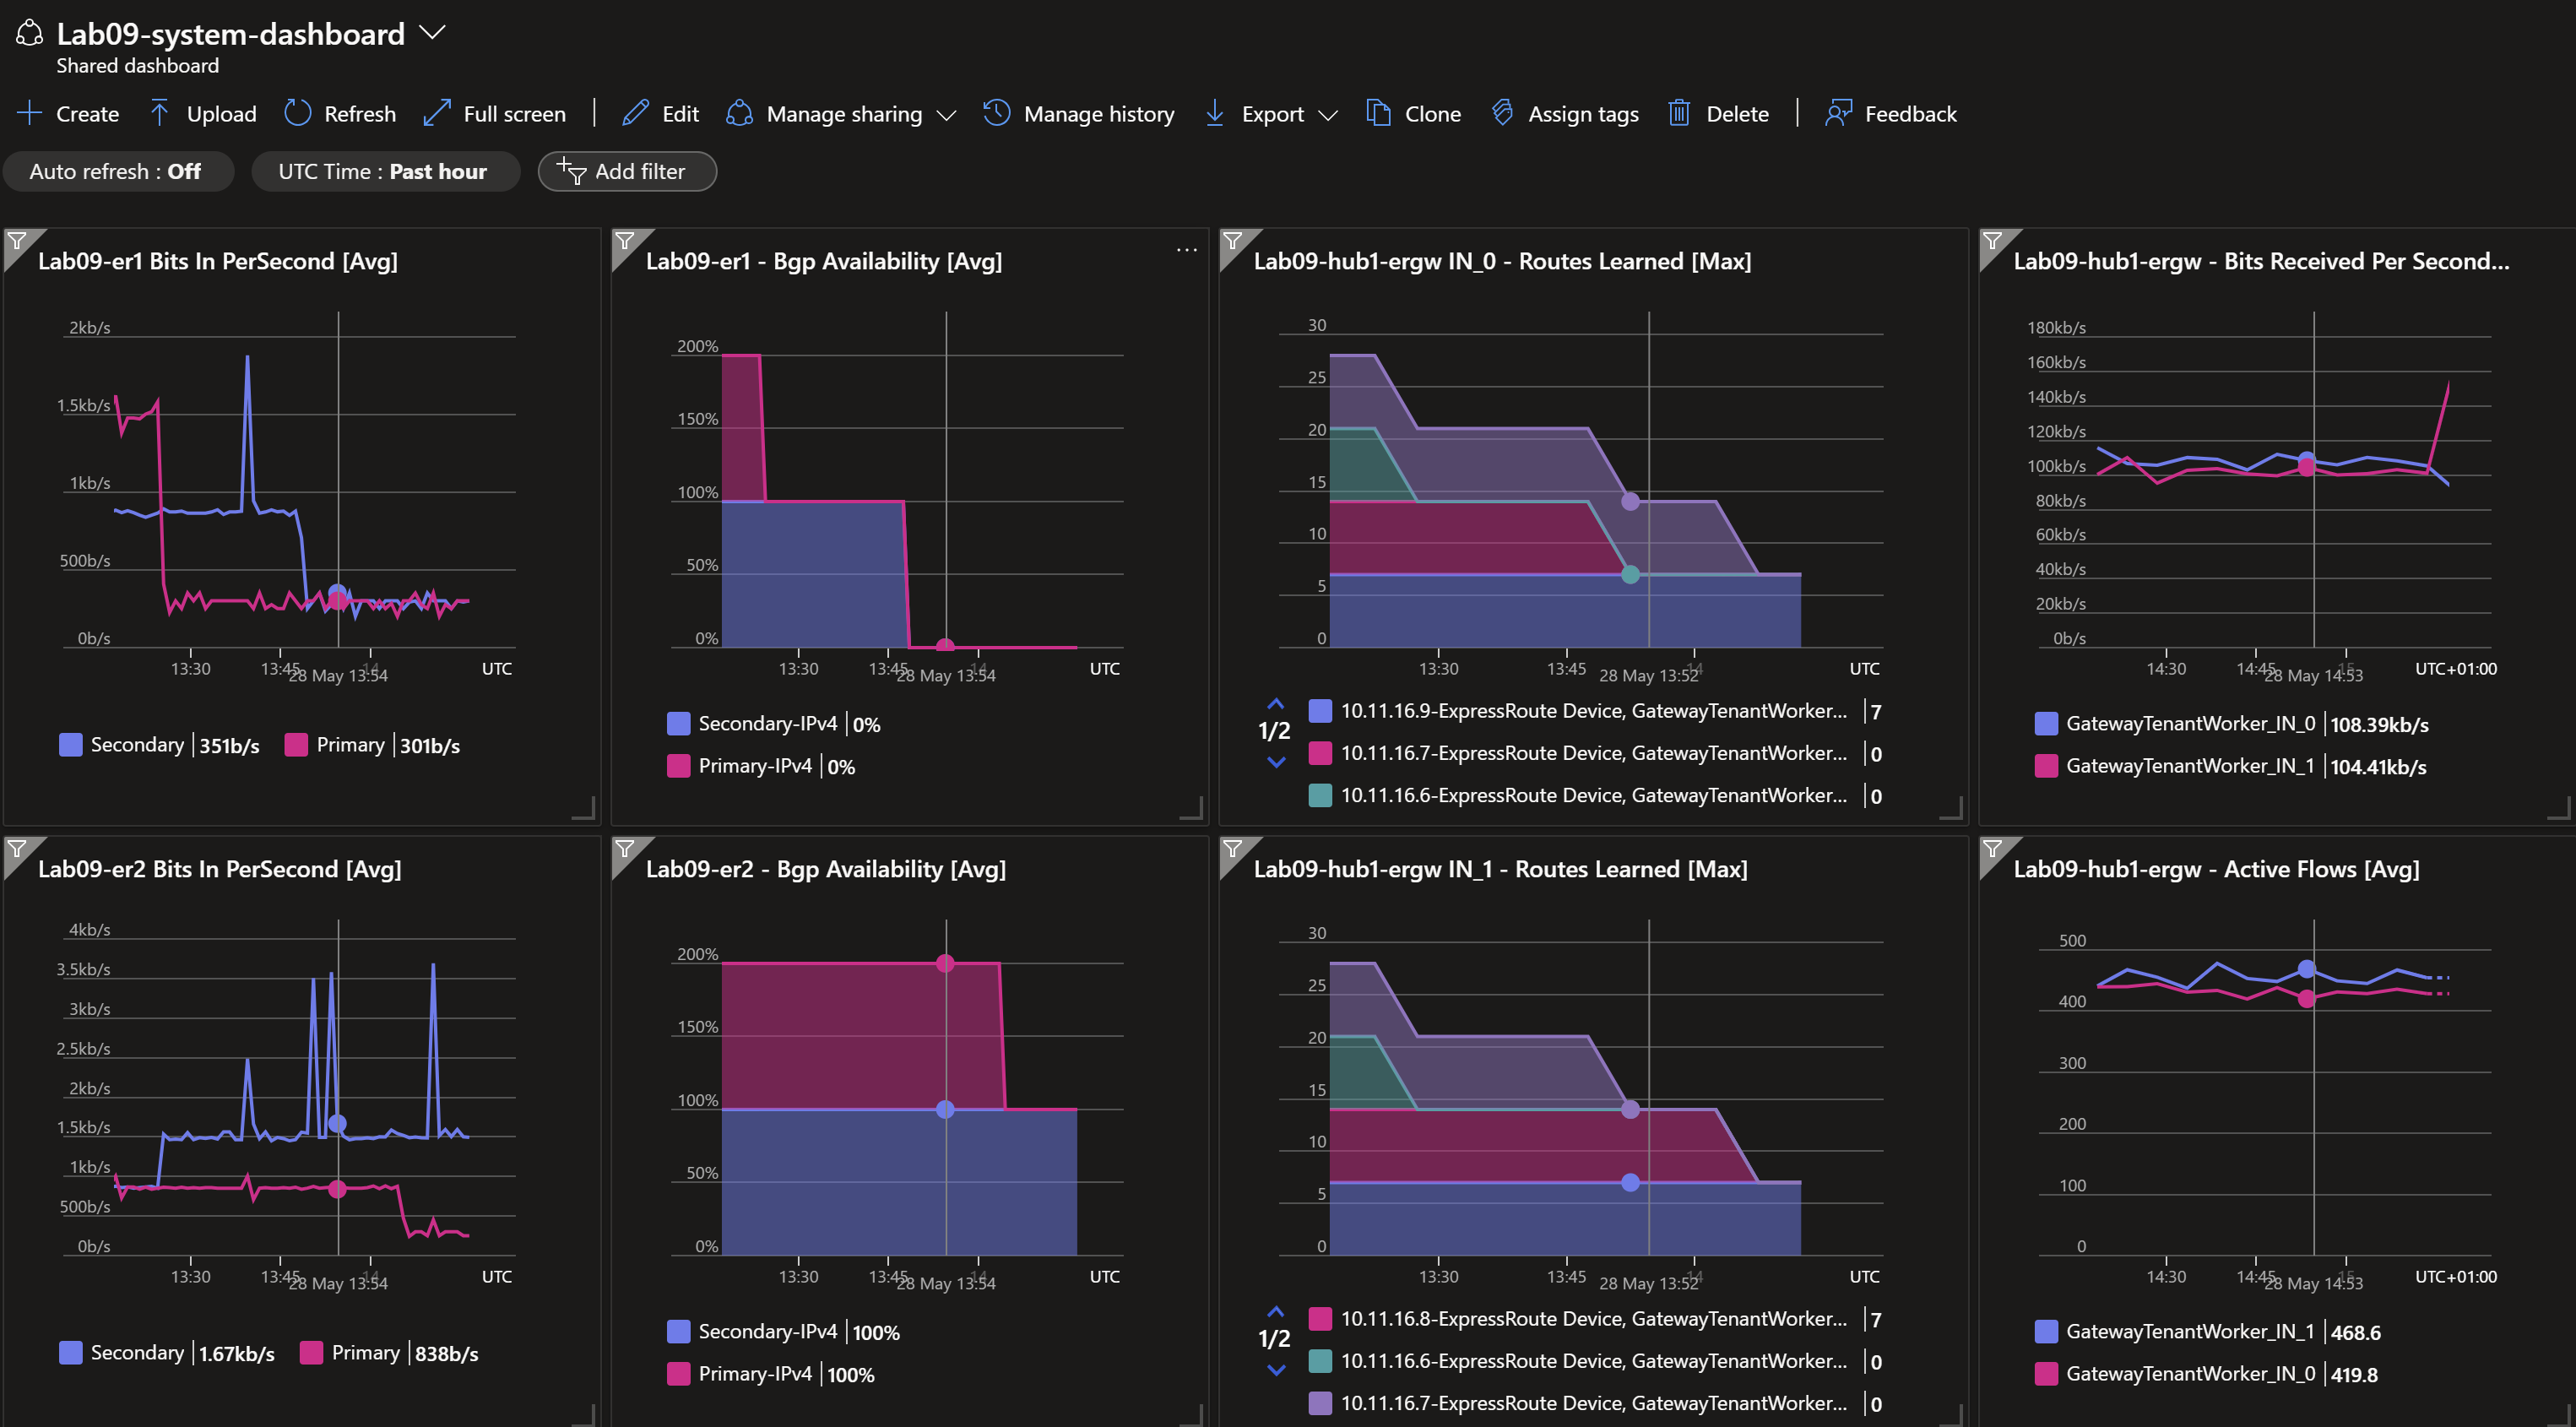 Lab09-system-dashboard
Shared dashboard
Create Upload Refresh Full screen Edit Manage sharing Manage history Export Clone Assign tags Delete Feedback
Auto refresh : Off UTC Time : Past hour Add filter
Lab09-er1 Bits In PerSecond [Avg]
2kb/s
1.5kb/s
1kb/s
500b/s
0b/s
13:30 13:45 14 UTC
28 May 13:54
Secondary 351b/s Primary 301b/s
Lab09-er1 - Bgp Availability [Avg]
...
200%
150%
100%
50%
0%
13:30 13:45 14 UTC
28 May 13:54
Secondary-IPv4 0%
Primary-IPv4 0%
Lab09-hub1-ergw IN_0 - Routes Learned [Max]
30
25
20
15
10
5
0
13:30 13:45 14 UTC
28 May 13:52
1/2
10.11.16.9-ExpressRoute Device, GatewayTenantWorker... 7
10.11.16.7-ExpressRoute Device, GatewayTenantWorker... 0
10.11.16.6-ExpressRoute Device, GatewayTenantWorker... 0
Lab09-hub1-ergw - Bits Received Per Second...
180kb/s
160kb/s
140kb/s
120kb/s
100kb/s
80kb/s
60kb/s
40kb/s
20kb/s
0b/s
14:30 14:45 15 UTC+01:00
28 May 14:53
GatewayTenantWorker_IN_0 108.39kb/s
GatewayTenantWorker_IN_1 104.41kb/s
Lab09-er2 Bits In PerSecond [Avg]
4kb/s
3.5kb/s
3kb/s
2.5kb/s
2kb/s
1.5kb/s
1kb/s
500b/s
0b/s
13:30 13:45 14 UTC
28 May 13:54
Secondary 1.67kb/s Primary 838b/s
Lab09-er2 - Bgp Availability [Avg]
200%
150%
100%
50%
0%
13:30 13:45 14 UTC
28 May 13:54
Secondary-IPv4 100%
Primary-IPv4 100%
Lab09-hub1-ergw IN_1 - Routes Learned [Max]
30
25
20
15
10
5
0
13:30 13:45 14 UTC
28 May 13:52
1/2
10.11.16.8-ExpressRoute Device, GatewayTenantWorker... 7
10.11.16.6-ExpressRoute Device, GatewayTenantWorker... 0
10.11.16.7-ExpressRoute Device, GatewayTenantWorker... 0
Lab09-hub1-ergw - Active Flows [Avg]
500
400
300
200
100
0
14:30 14:45 15 UTC+01:00
28 May 14:53
GatewayTenantWorker_IN_1 468.6
GatewayTenantWorker_IN_0 419.8